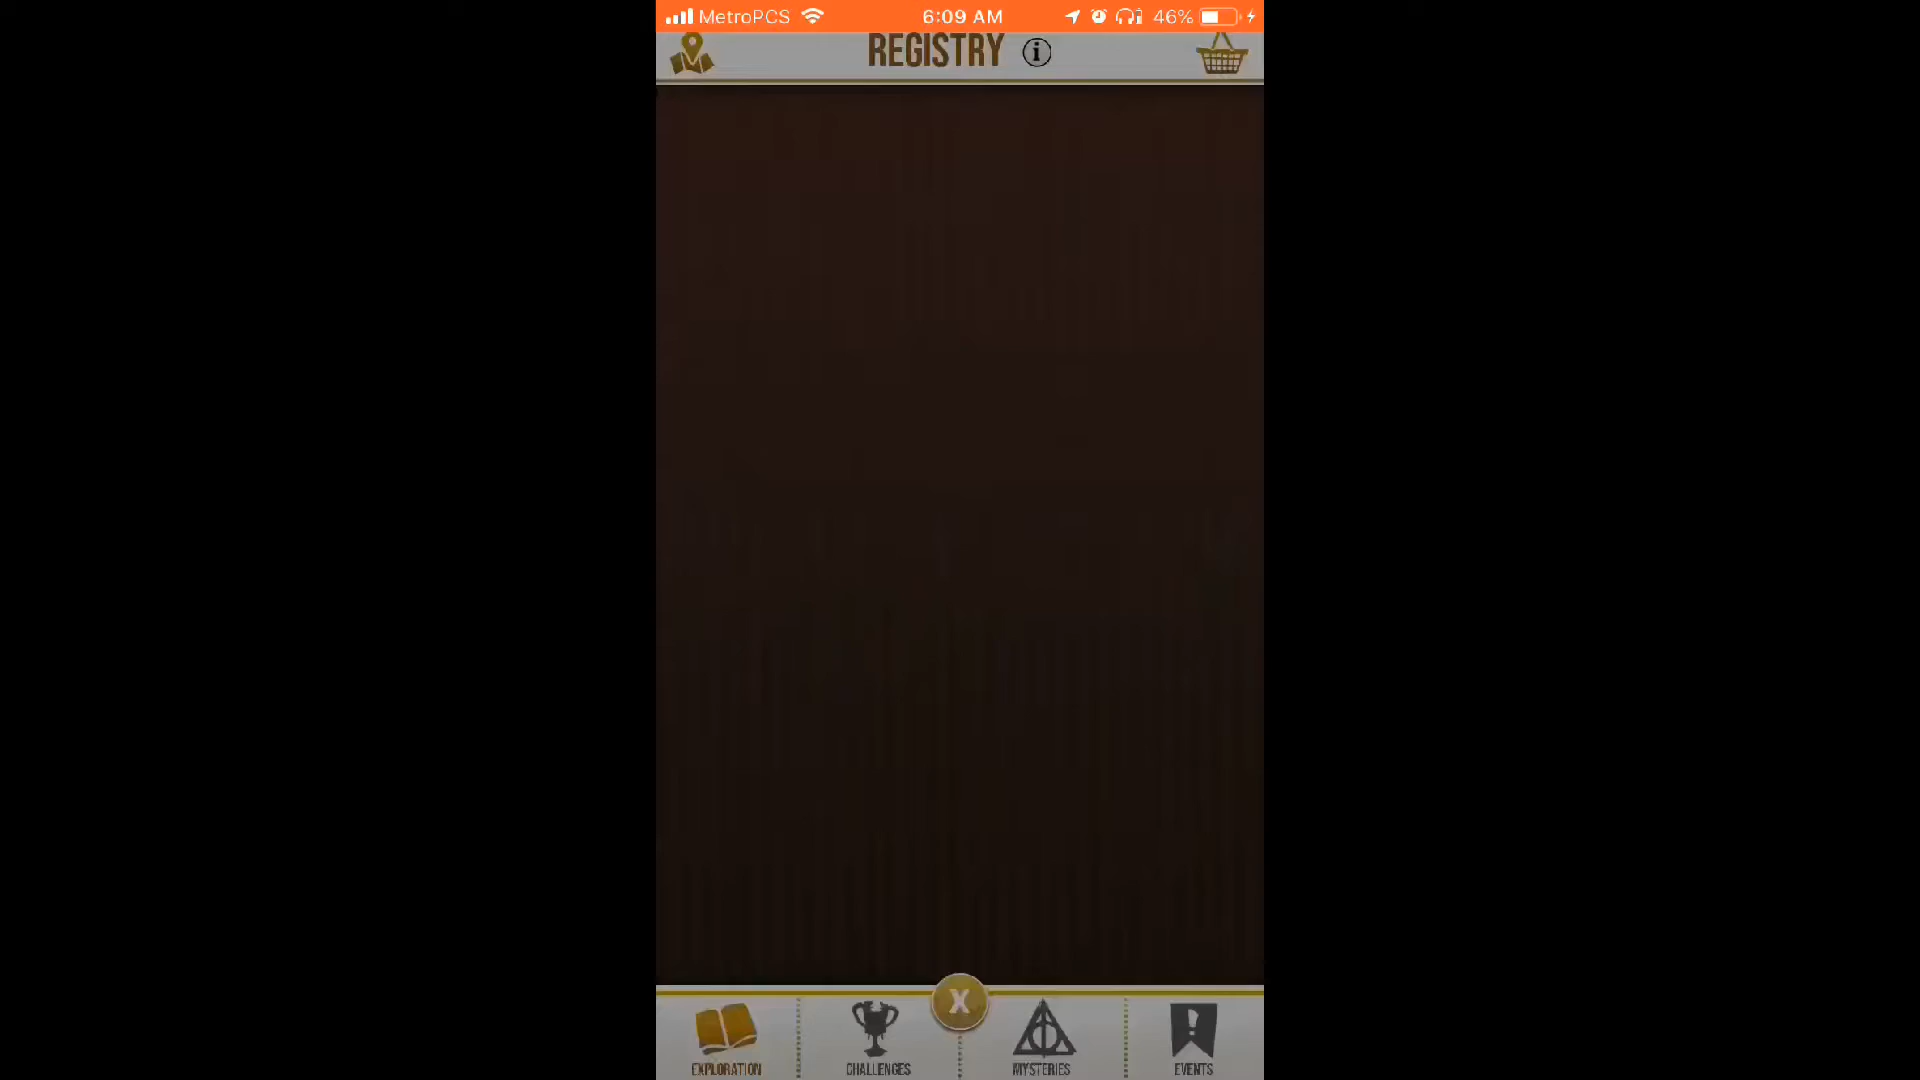 MetroPCS 6:09 AM 46%
REGISTRY i
X
EXPLORATION CHALLENGES MYSTERIES EVENTS